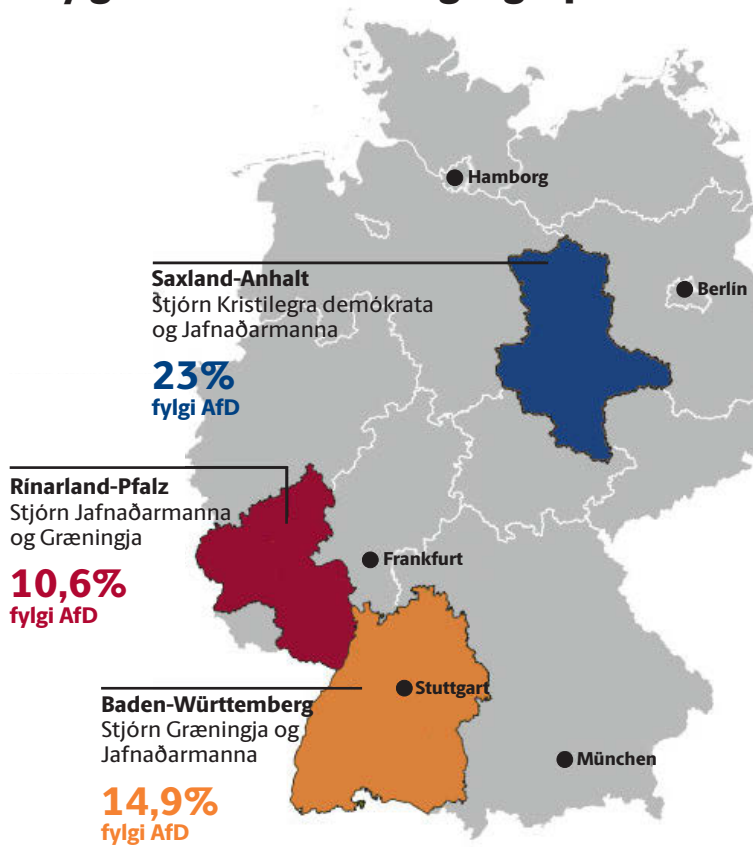 Hamborg
Berlín
Saxland-Anhalt
Stjórn Kristilegra demókrata
og Jafnaðarmanna
23%
fylgi AfD
Rínarland-Pfalz
Stjórn Jafnaðarmanna
og Græningja
10,6%
fylgi AfD
Frankfurt
Stuttgart
Baden-Württemberg
Stjórn Græningja og
Jafnaðarmanna
14,9%
fylgi AfD
München